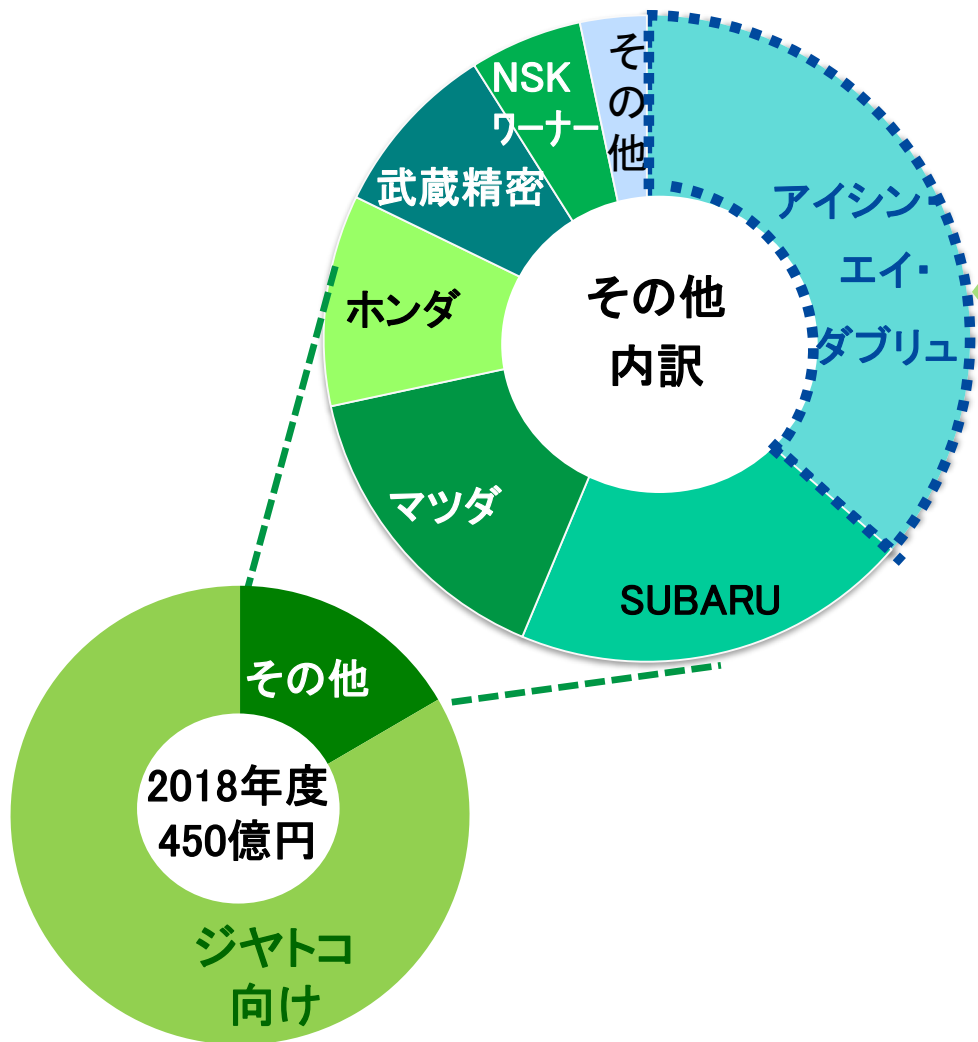 その他
内訳
アイシン・
エイ・
ダブリュ
SUBARU
マツダ
ホンダ
武蔵精密
NSK
ワーナー
その他
その他
2018年度
450億円
ジヤトコ
向け